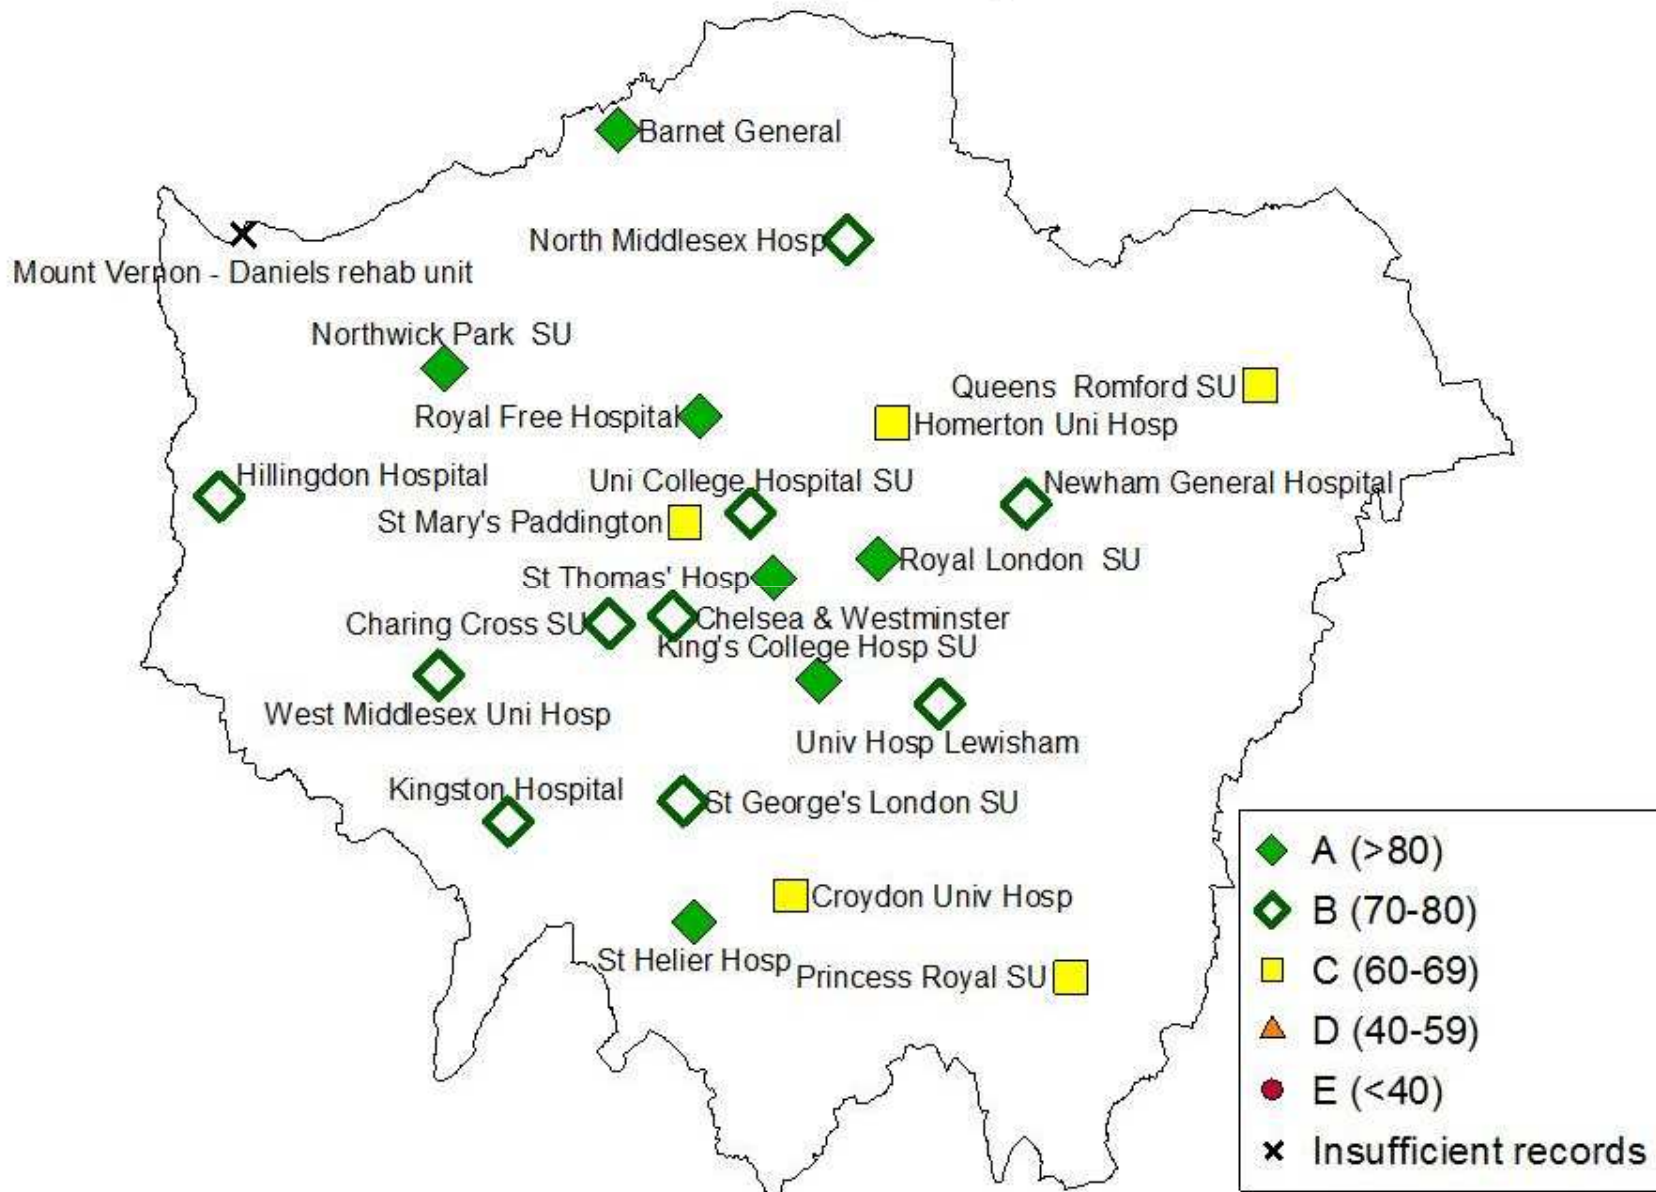 Barnet General
North Middlesex Hosp
Mount Vernon - Daniels rehab unit
Northwick Park  SU
Queens  Romford SU
Royal Free Hospital
Homerton Uni Hosp
Hillingdon Hospital
Uni College Hospital SU
Newham General Hospital
St Mary's Paddington
Royal London  SU
St Thomas' Hosp
Charing Cross SU
Chelsea & Westminster
King's College Hosp SU
West Middlesex Uni Hosp
Univ Hosp Lewisham
Kingston Hospital
St George's London SU
Croydon Univ Hosp
St Helier Hosp
Princess Royal SU
A (>80)
B (70-80)
C (60-69)
D (40-59)
E (<40)
Insufficient records